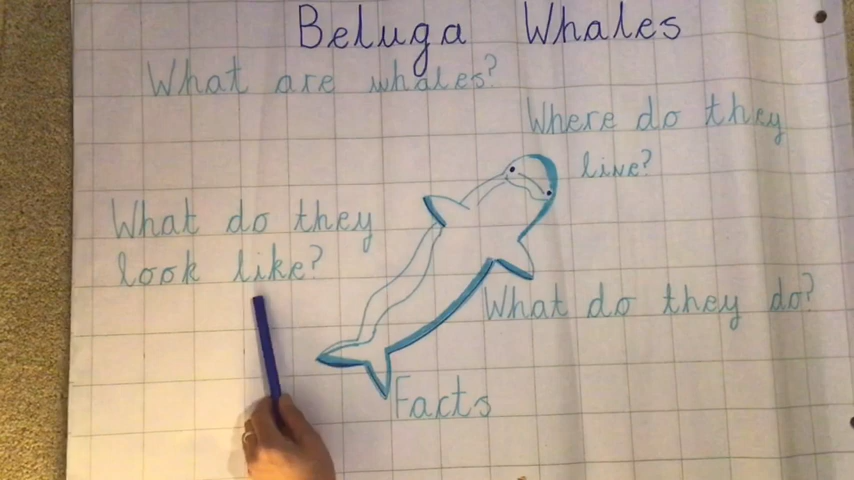 Beluga Whales
What are whales?
Where do they
live?
What do they
look like?
What do they do?
Facts